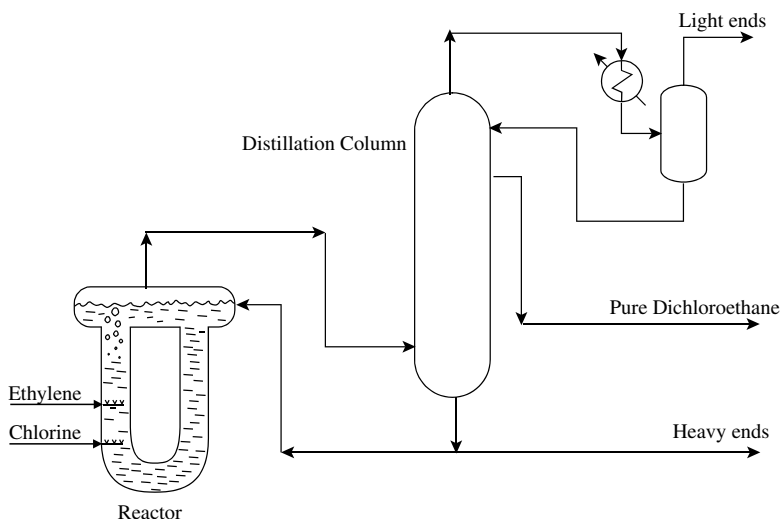 Light ends
Distillation Column
Pure Dichloroethane
Ethylene
Chlorine
Heavy ends
Reactor